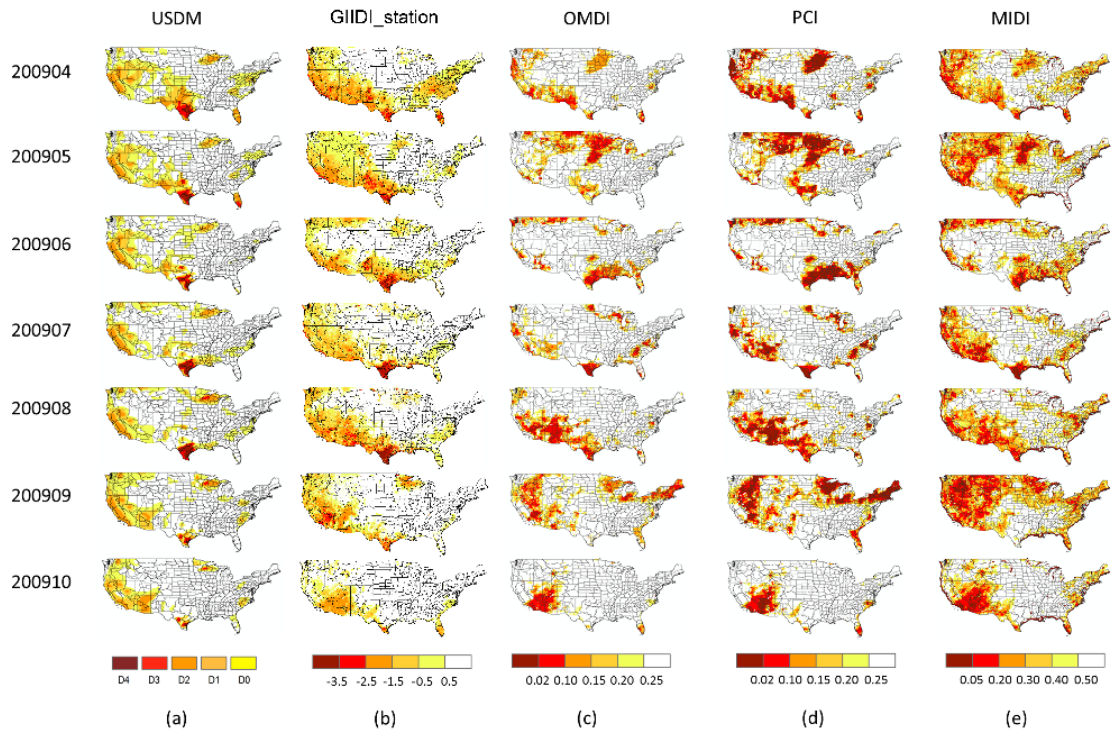 USDM GIIDI_station OMDI PCI MIDI
200904
200905
200906
200907
200908
200909
200910
D4 D3 D2 D1 D0
-3.5 -2.5 -1.5 -0.5 0.5
0.02 0.10 0.15 0.20 0.25
0.02 0.10 0.15 0.20 0.25
0.05 0.20 0.30 0.40 0.50
(a) (b) (c) (d) (e)